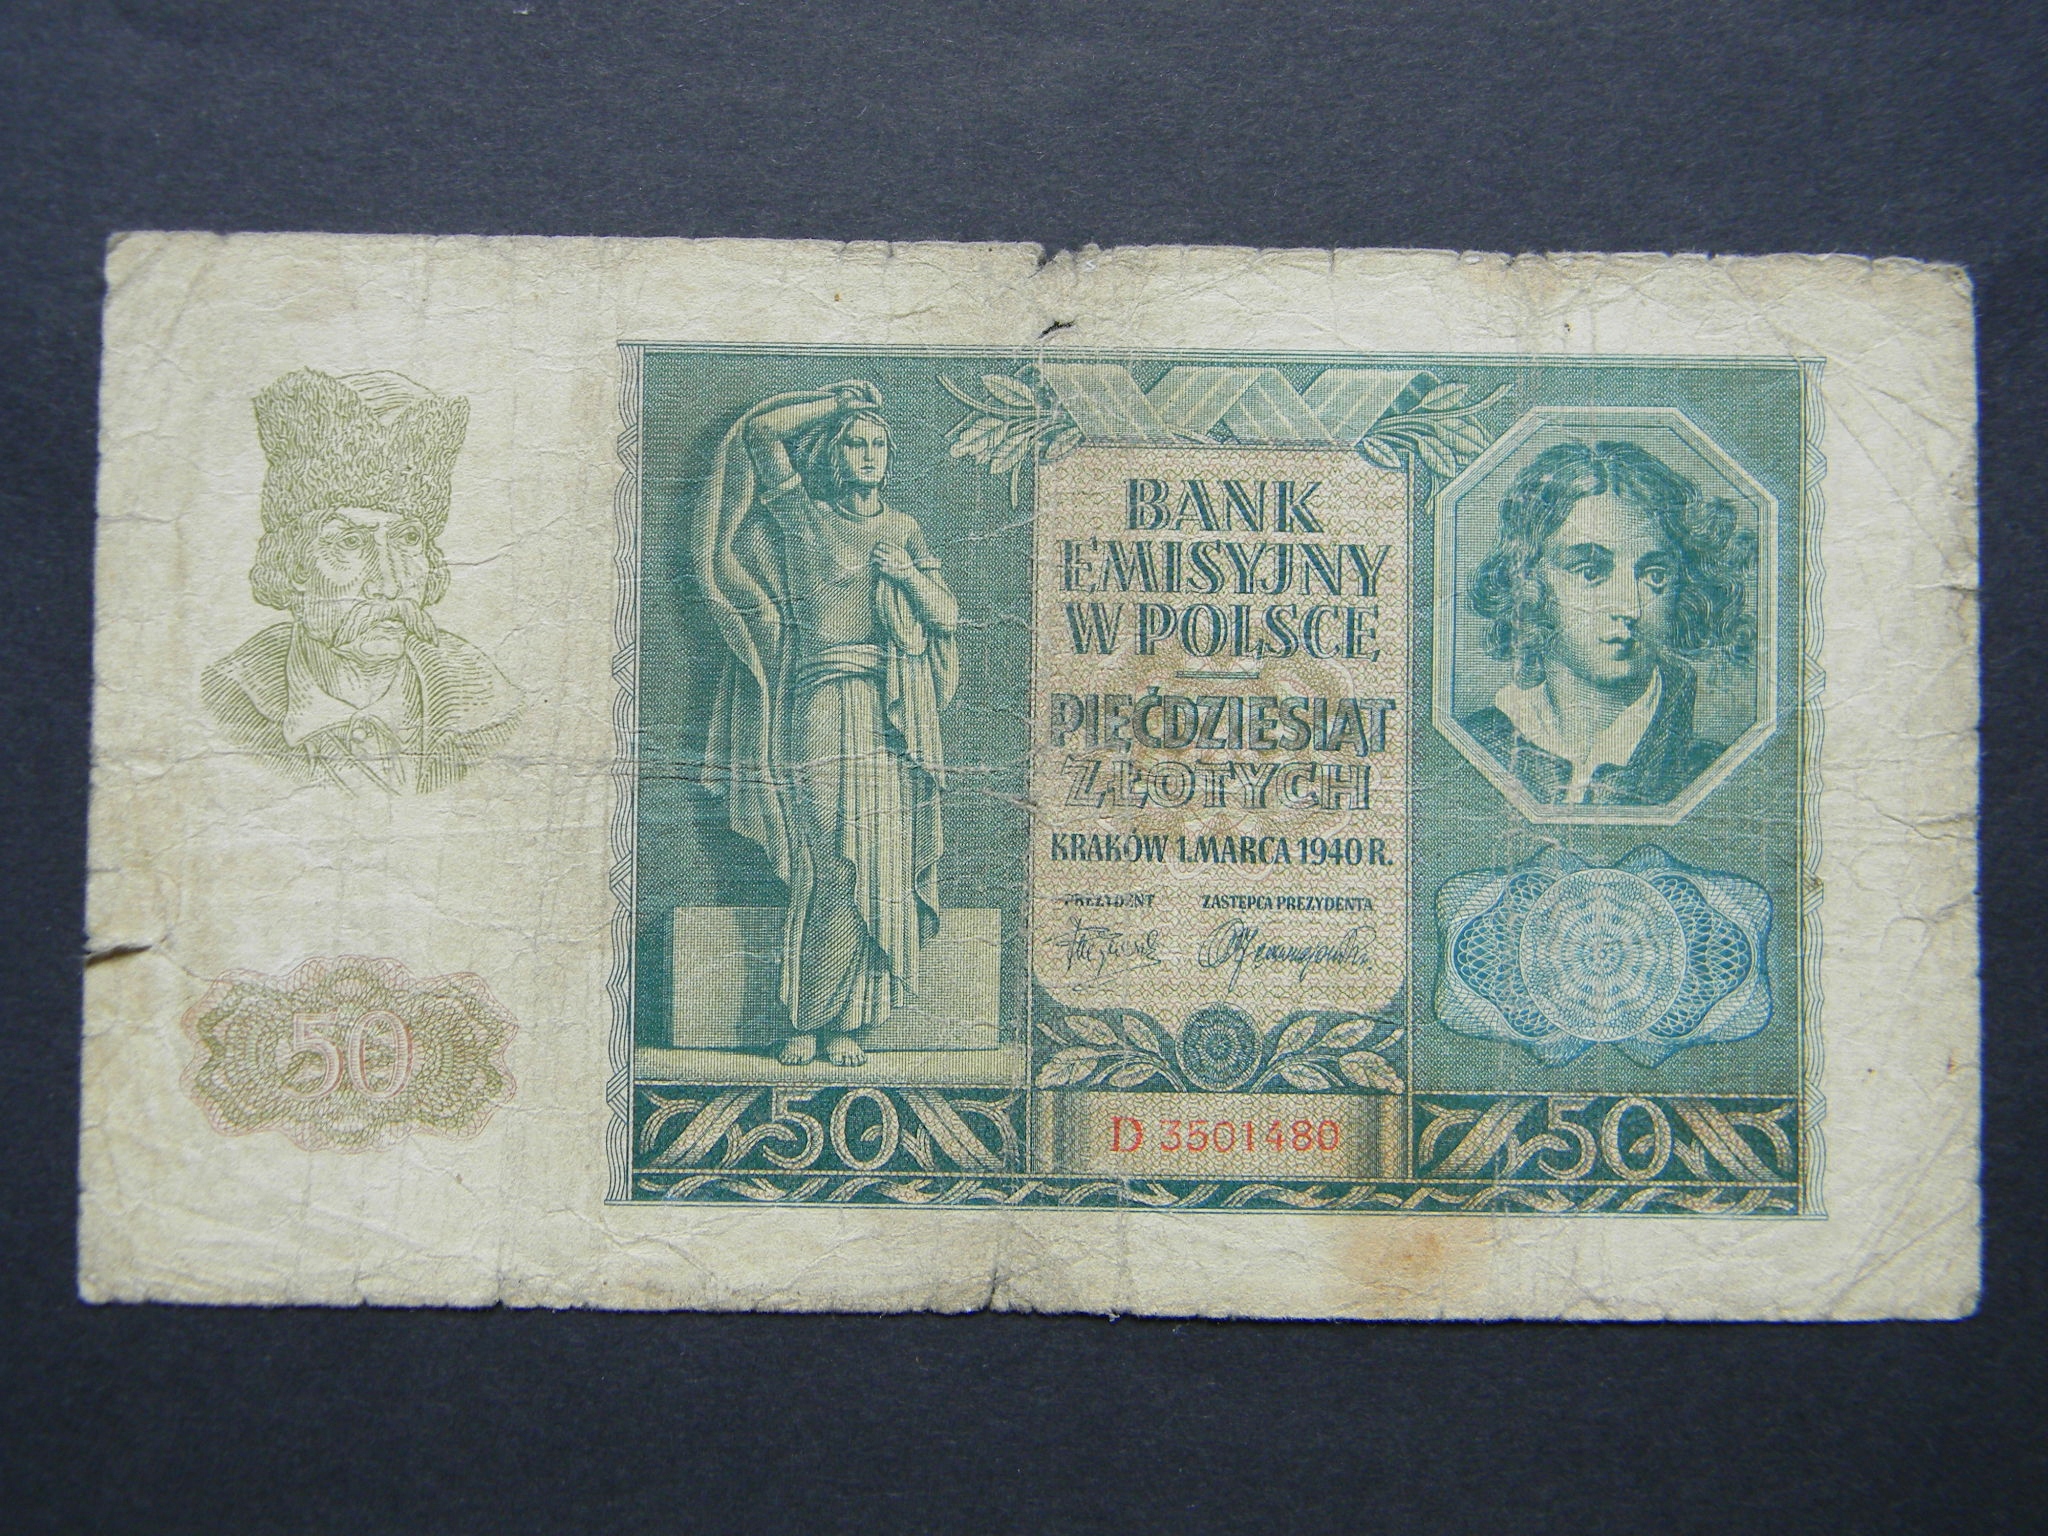 BANK
EMISYJNY
W POLSCE
PIĘĆDZIESIĄT
ZŁOTYCH
KRAKÓW 1. MARCA 1940 R.
PREZYDENT ZASTĘPCA PREZYDENTA
50
50 D 3501480 50